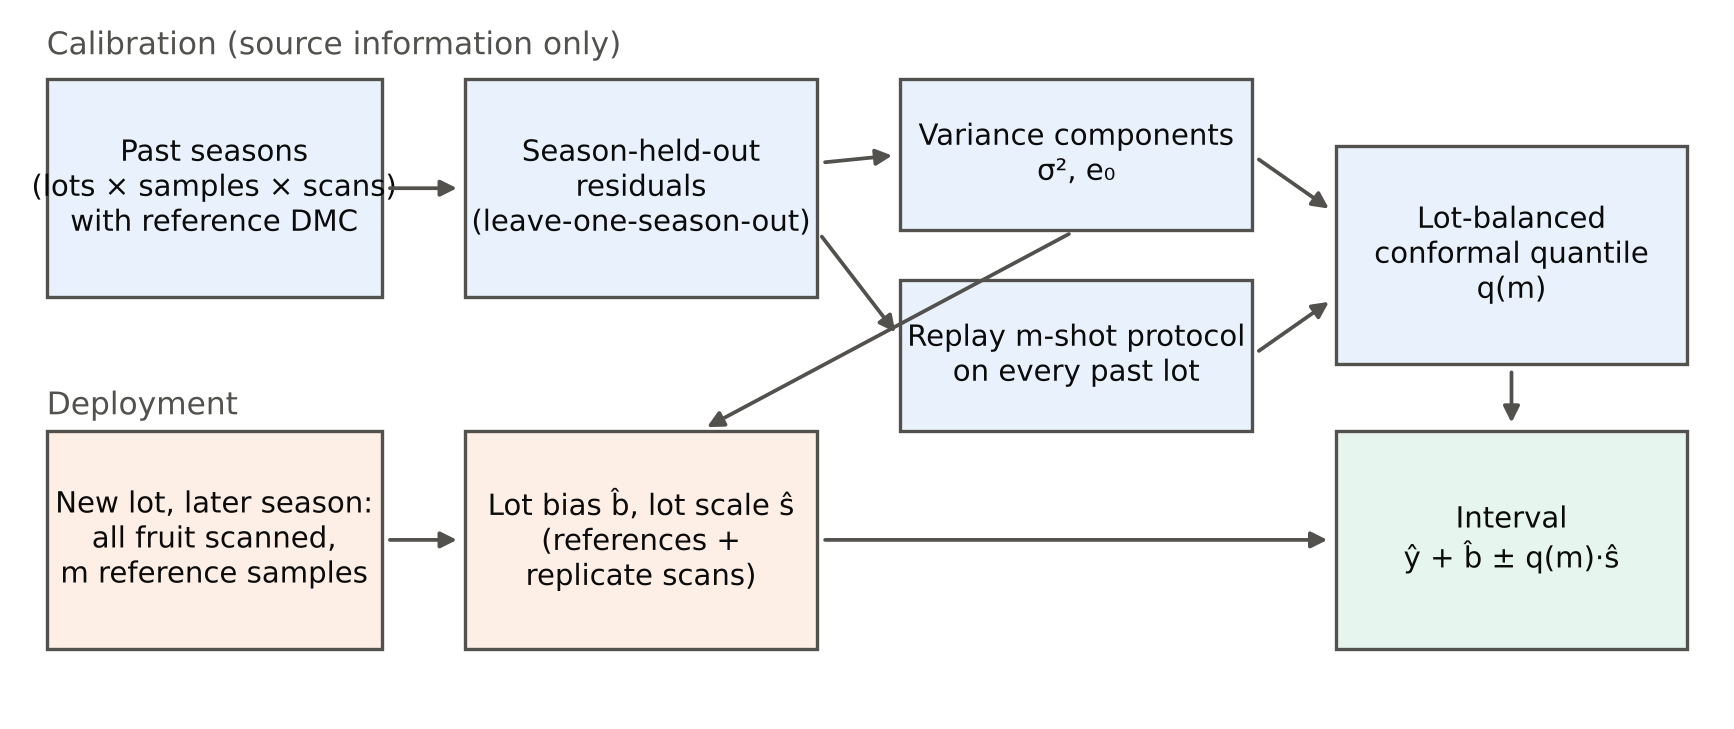 Calibration (source information only)
Past seasons
(lots × samples × scans)
with reference DMC
Season-held-out
residuals
(leave-one-season-out)
Variance components
σ², e₀
Replay m-shot protocol
on every past lot
Lot-balanced
conformal quantile
q(m)
Deployment
New lot, later season:
all fruit scanned,
m reference samples
Lot bias b̂, lot scale ŝ
(references +
replicate scans)
Interval
ŷ + b̂ ± q(m)·ŝ